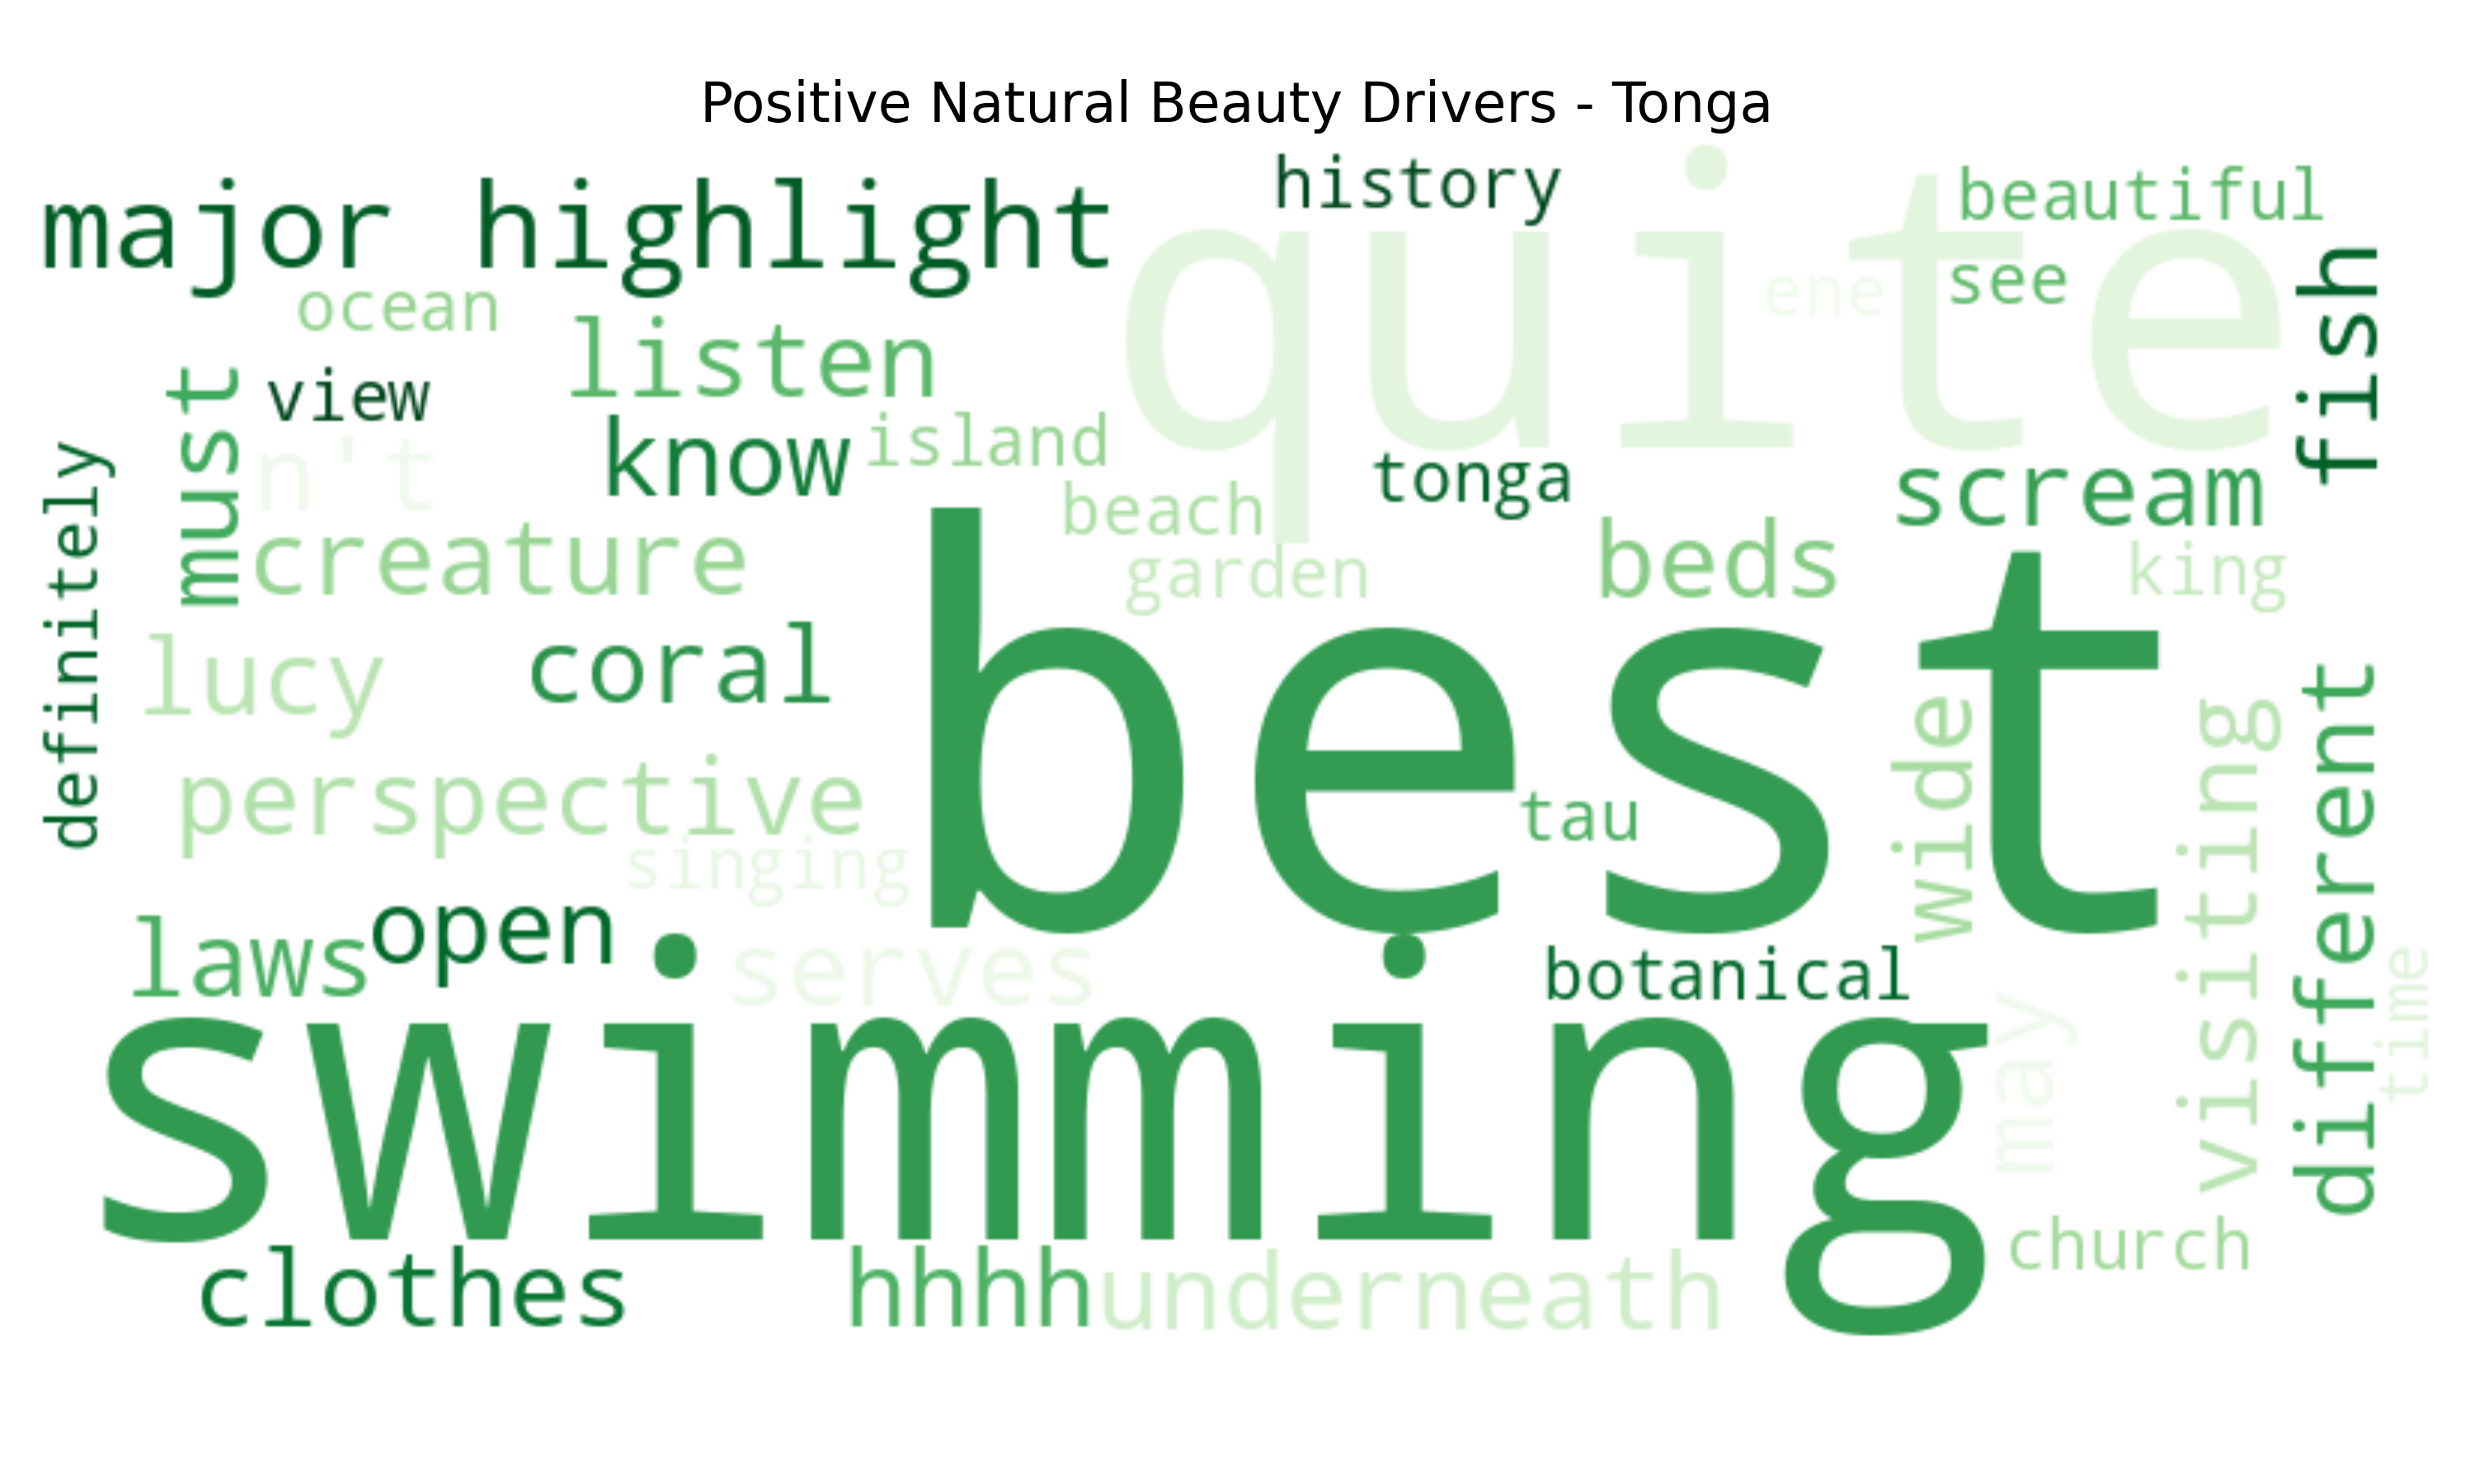 Positive Natural Beauty Drivers - Tonga
major highlight
history
quite
beautiful
ocean
ene
see
fish
listen
view
must
know
island
n't
tonga
scream
definitely
beach
creature
garden
beds
king
lucy
coral
best
perspective
wide
visiting
different
tau
singing
open
laws
serves
botanical
time
may
swimming
church
clothes
hhhh
underneath